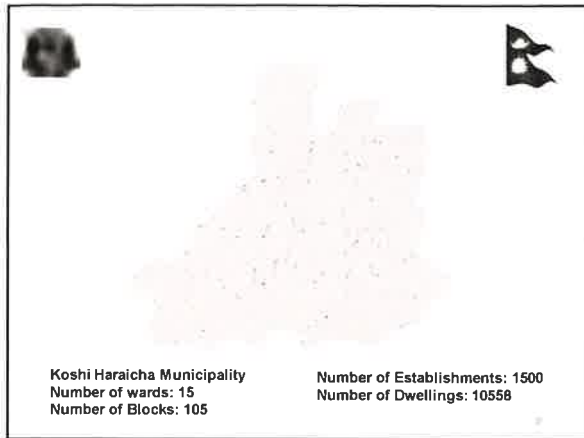 Koshi Haraicha Municipality
Number of wards: 15
Number of Blocks: 105
Number of Establishments: 1500
Number of Dwellings: 10558